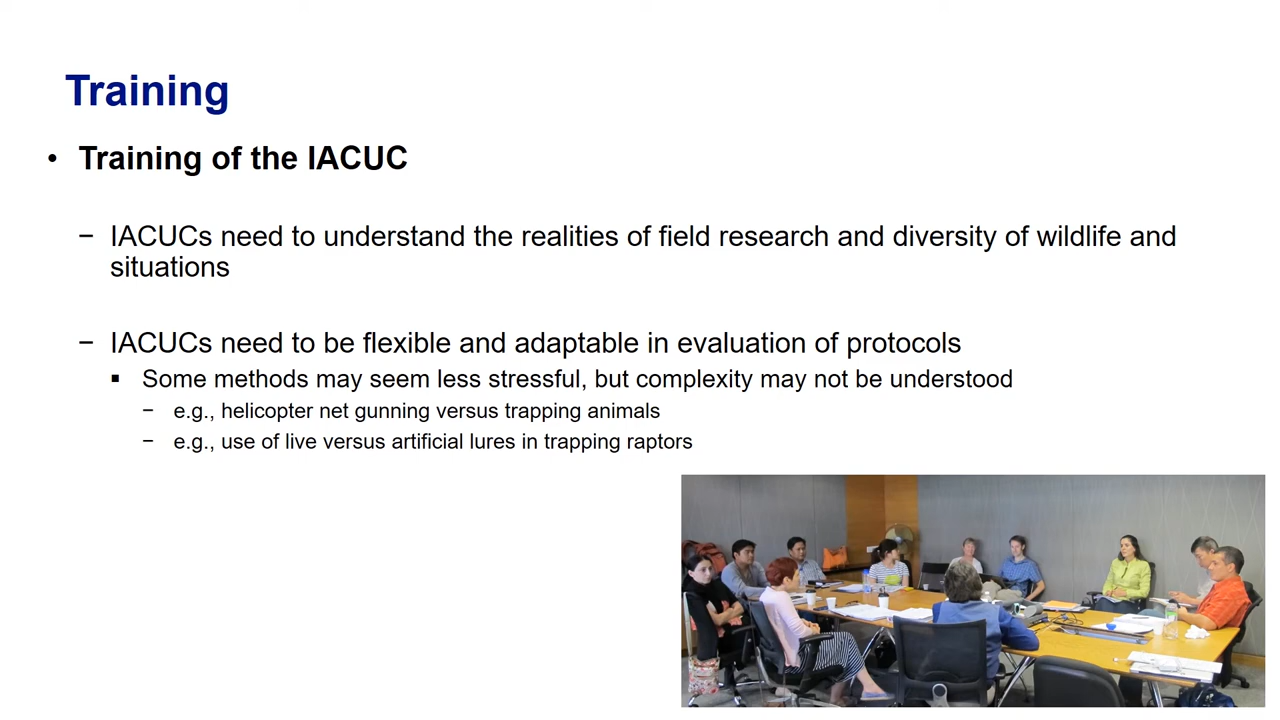 Training
• Training of the IACUC
− IACUCs need to understand the realities of field research and diversity of wildlife and
situations
− IACUCs need to be flexible and adaptable in evaluation of protocols
▪ Some methods may seem less stressful, but complexity may not be understood
− e.g., helicopter net gunning versus trapping animals
− e.g., use of live versus artificial lures in trapping raptors